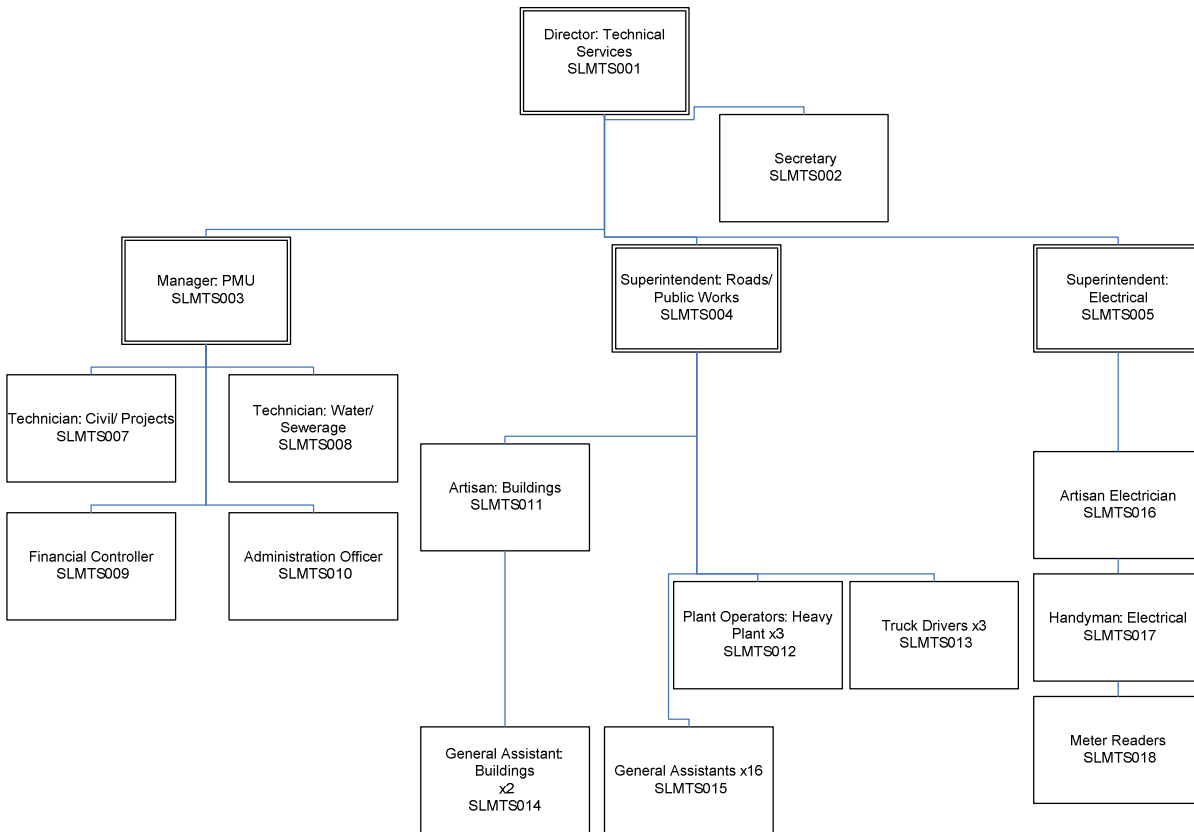 Director: Technical
Services
SLMTS001
Secretary
SLMTS002
Manager: PMU
SLMTS003
Superintendent: Roads/
Public Works
SLMTS004
Superintendent:
Electrical
SLMTS005
Technician: Civil/ Projects
SLMTS007
Technician: Water/
Sewerage
SLMTS008
Artisan: Buildings
SLMTS011
Artisan Electrician
SLMTS016
Financial Controller
SLMTS009
Administration Officer
SLMTS010
Plant Operators: Heavy
Plant x3
SLMTS012
Truck Drivers x3
SLMTS013
Handyman: Electrical
SLMTS017
General Assistant:
Buildings
x2
SLMTS014
General Assistants x16
SLMTS015
Meter Readers
SLMTS018